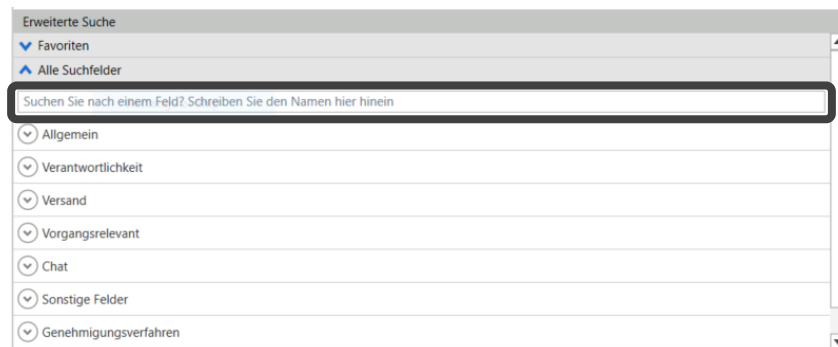 Erweiterte Suche
Favoriten
Alle Suchfelder
Suchen Sie nach einem Feld? Schreiben Sie den Namen hier hinein
Allgemein
Verantwortlichkeit
Versand
Vorgangsrelevant
Chat
Sonstige Felder
Genehmigungsverfahren